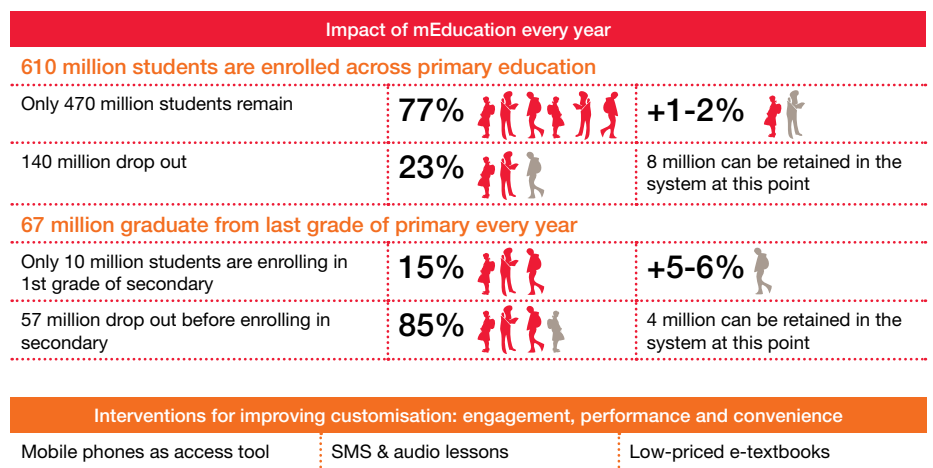 Impact of mEducation every year
610 million students are enrolled across primary education
Only 470 million students remain
77%
+1-2%
140 million drop out
23%
8 million can be retained in the
system at this point
67 million graduate from last grade of primary every year
Only 10 million students are enrolling in
1st grade of secondary
15%
+5-6%
57 million drop out before enrolling in
secondary
85%
4 million can be retained in the
system at this point
Interventions for improving customisation: engagement, performance and convenience
Mobile phones as access tool
SMS & audio lessons
Low-priced e-textbooks